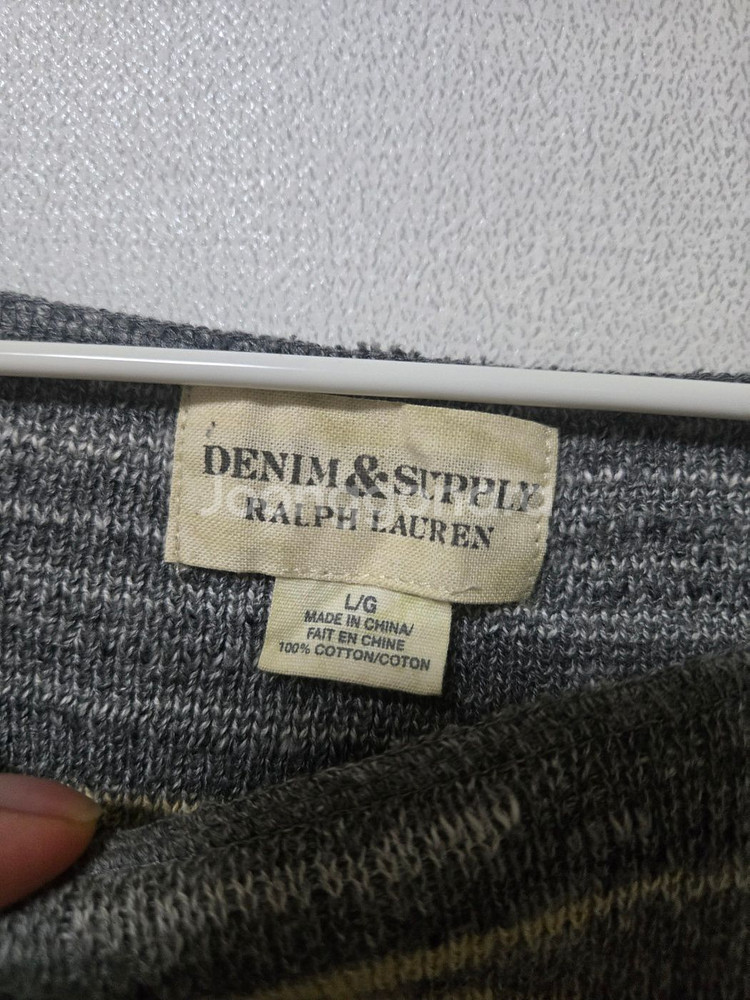 DENIM & SUPPLY
RALPH LAUREN
L/G
MADE IN CHINA/
FAIT EN CHINE
100% COTTON/COTON